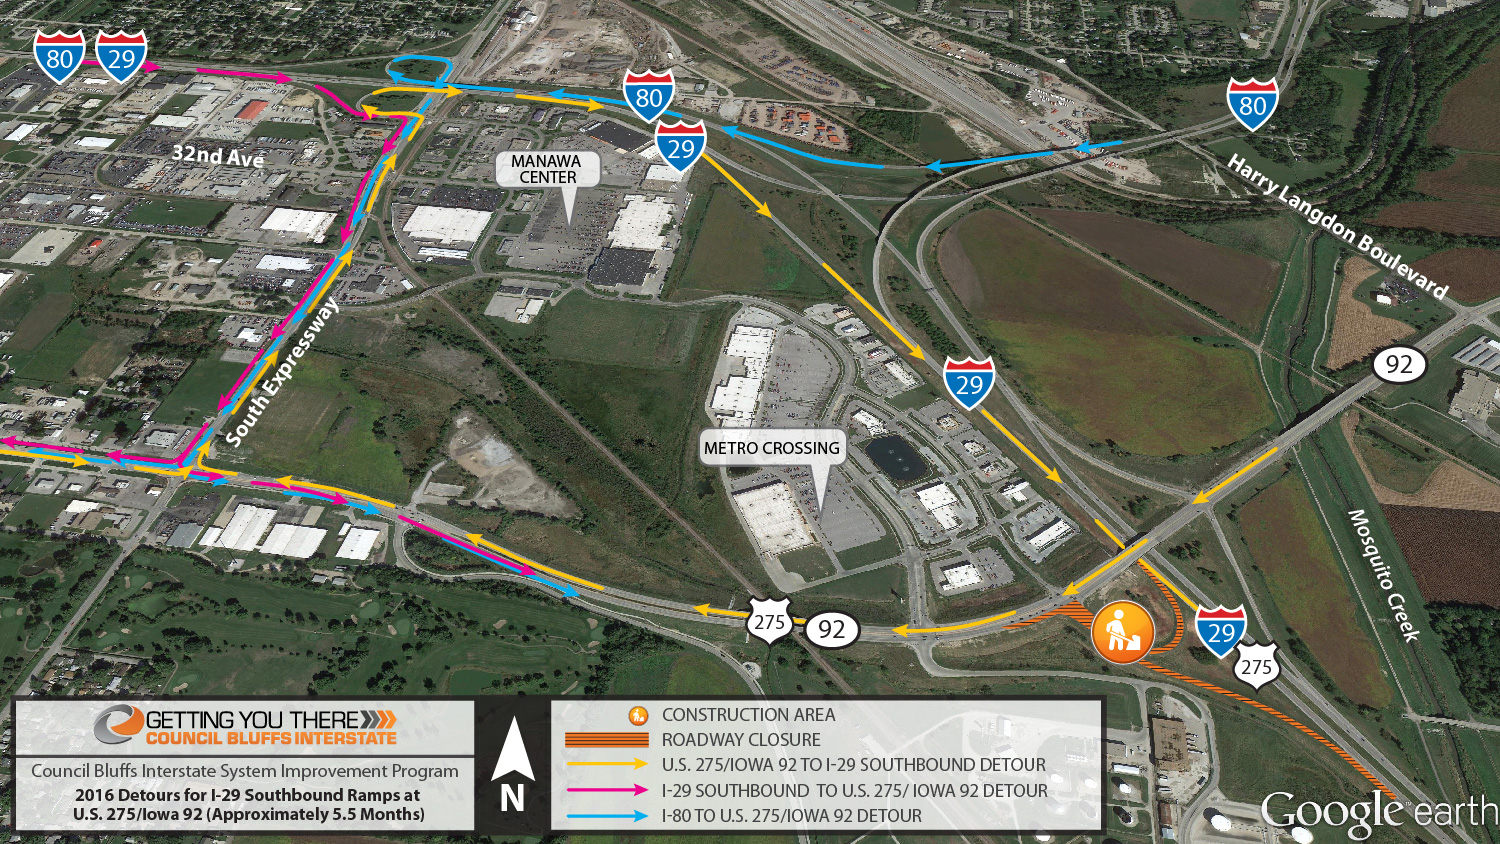 80
29
80
29
80
32nd Ave
MANAWA
CENTER
Harry Langdon Boulevard
South Expressway
29
92
METRO CROSSING
Mosquito Creek
275
92
29
275
GETTING YOU THERE
COUNCIL BLUFFS INTERSTATE
Council Bluffs Interstate System Improvement Program
2016 Detours for I-29 Southbound Ramps at
U.S. 275/Iowa 92 (Approximately 5.5 Months)
N
CONSTRUCTION AREA
ROADWAY CLOSURE
U.S. 275/IOWA 92 TO I-29 SOUTHBOUND DETOUR
I-29 SOUTHBOUND TO U.S. 275/ IOWA 92 DETOUR
I-80 TO U.S. 275/IOWA 92 DETOUR
Google™ earth